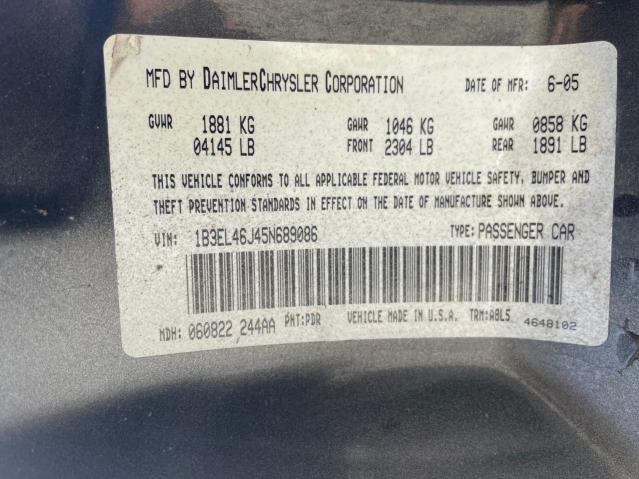 MFD BY DAIMLERCHRYSLER CORPORATION DATE OF MFR: 6-05
GVWR 1881 KG GAWR 1046 KG GAWR 0858 KG
04145 LB FRONT 2304 LB REAR 1891 LB
THIS VEHICLE CONFORMS TO ALL APPLICABLE FEDERAL MOTOR VEHICLE SAFETY, BUMPER AND
THEFT PREVENTION STANDARDS IN EFFECT ON THE DATE OF MANUFACTURE SHOWN ABOVE.
VIN: 1B3EL46J45N689086 TYPE: PASSENGER CAR
MDH: 060822 244AA PNT:PDR VEHICLE MADE IN U.S.A. TRM:A8L5 4648102